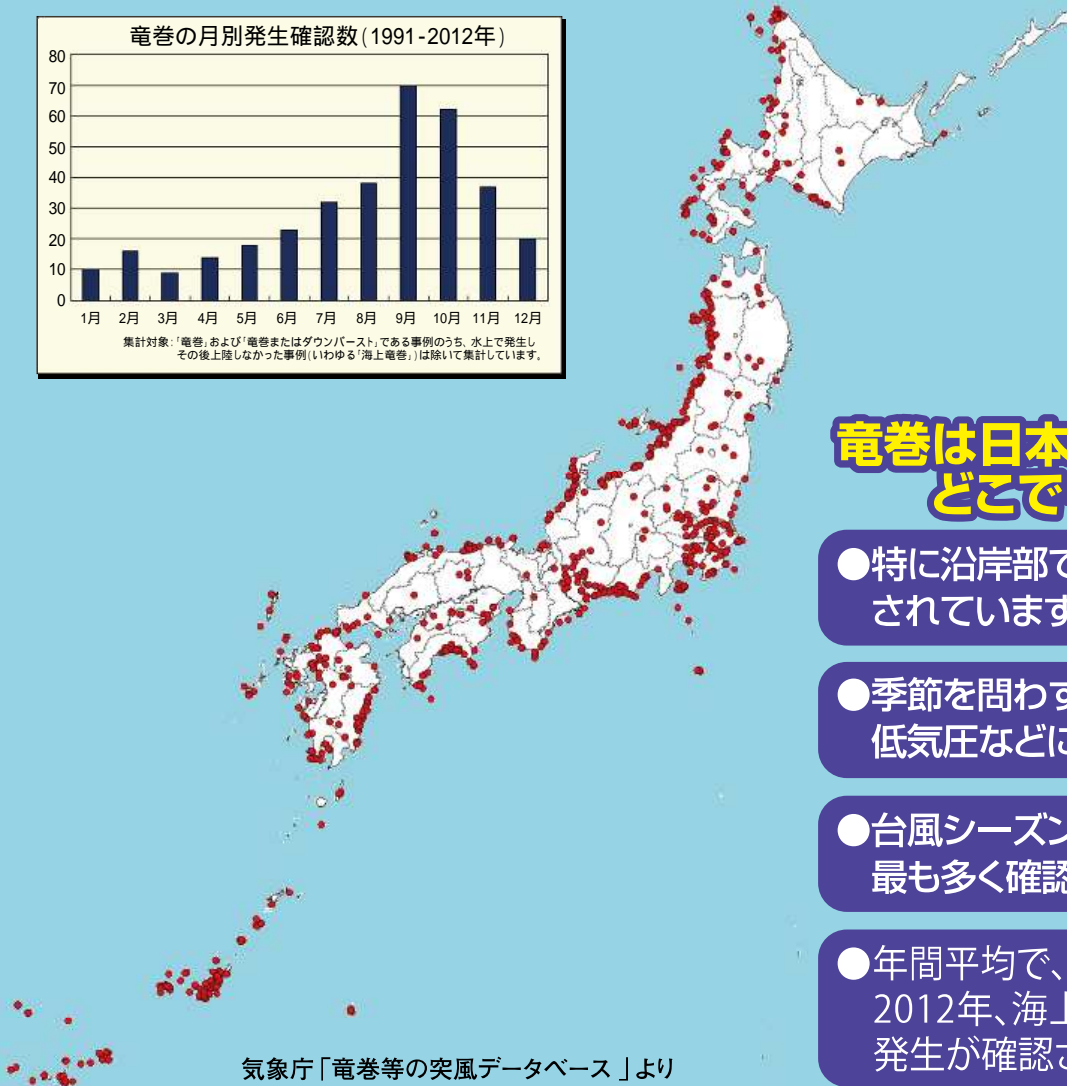 竜巻の月別発生確認数(1991-2012年)
80
70
60
50
40
30
20
10
0
1月 2月 3月 4月 5月 6月 7月 8月 9月 10月 11月 12月
集計対象:「竜巻」および「竜巻またはダウンバースト」である事例のうち、水上で発生し
その後上陸しなかった事例(いわゆる「海上竜巻」)は除いて集計しています。
竜巻は日本
どこで
●特に沿岸部で
されています
●季節を問わず
低気圧などに
●台風シーズン
最も多く確認
●年間平均で、
2012年、海上
発生が確認さ
気象庁「竜巻等の突風データベース」より